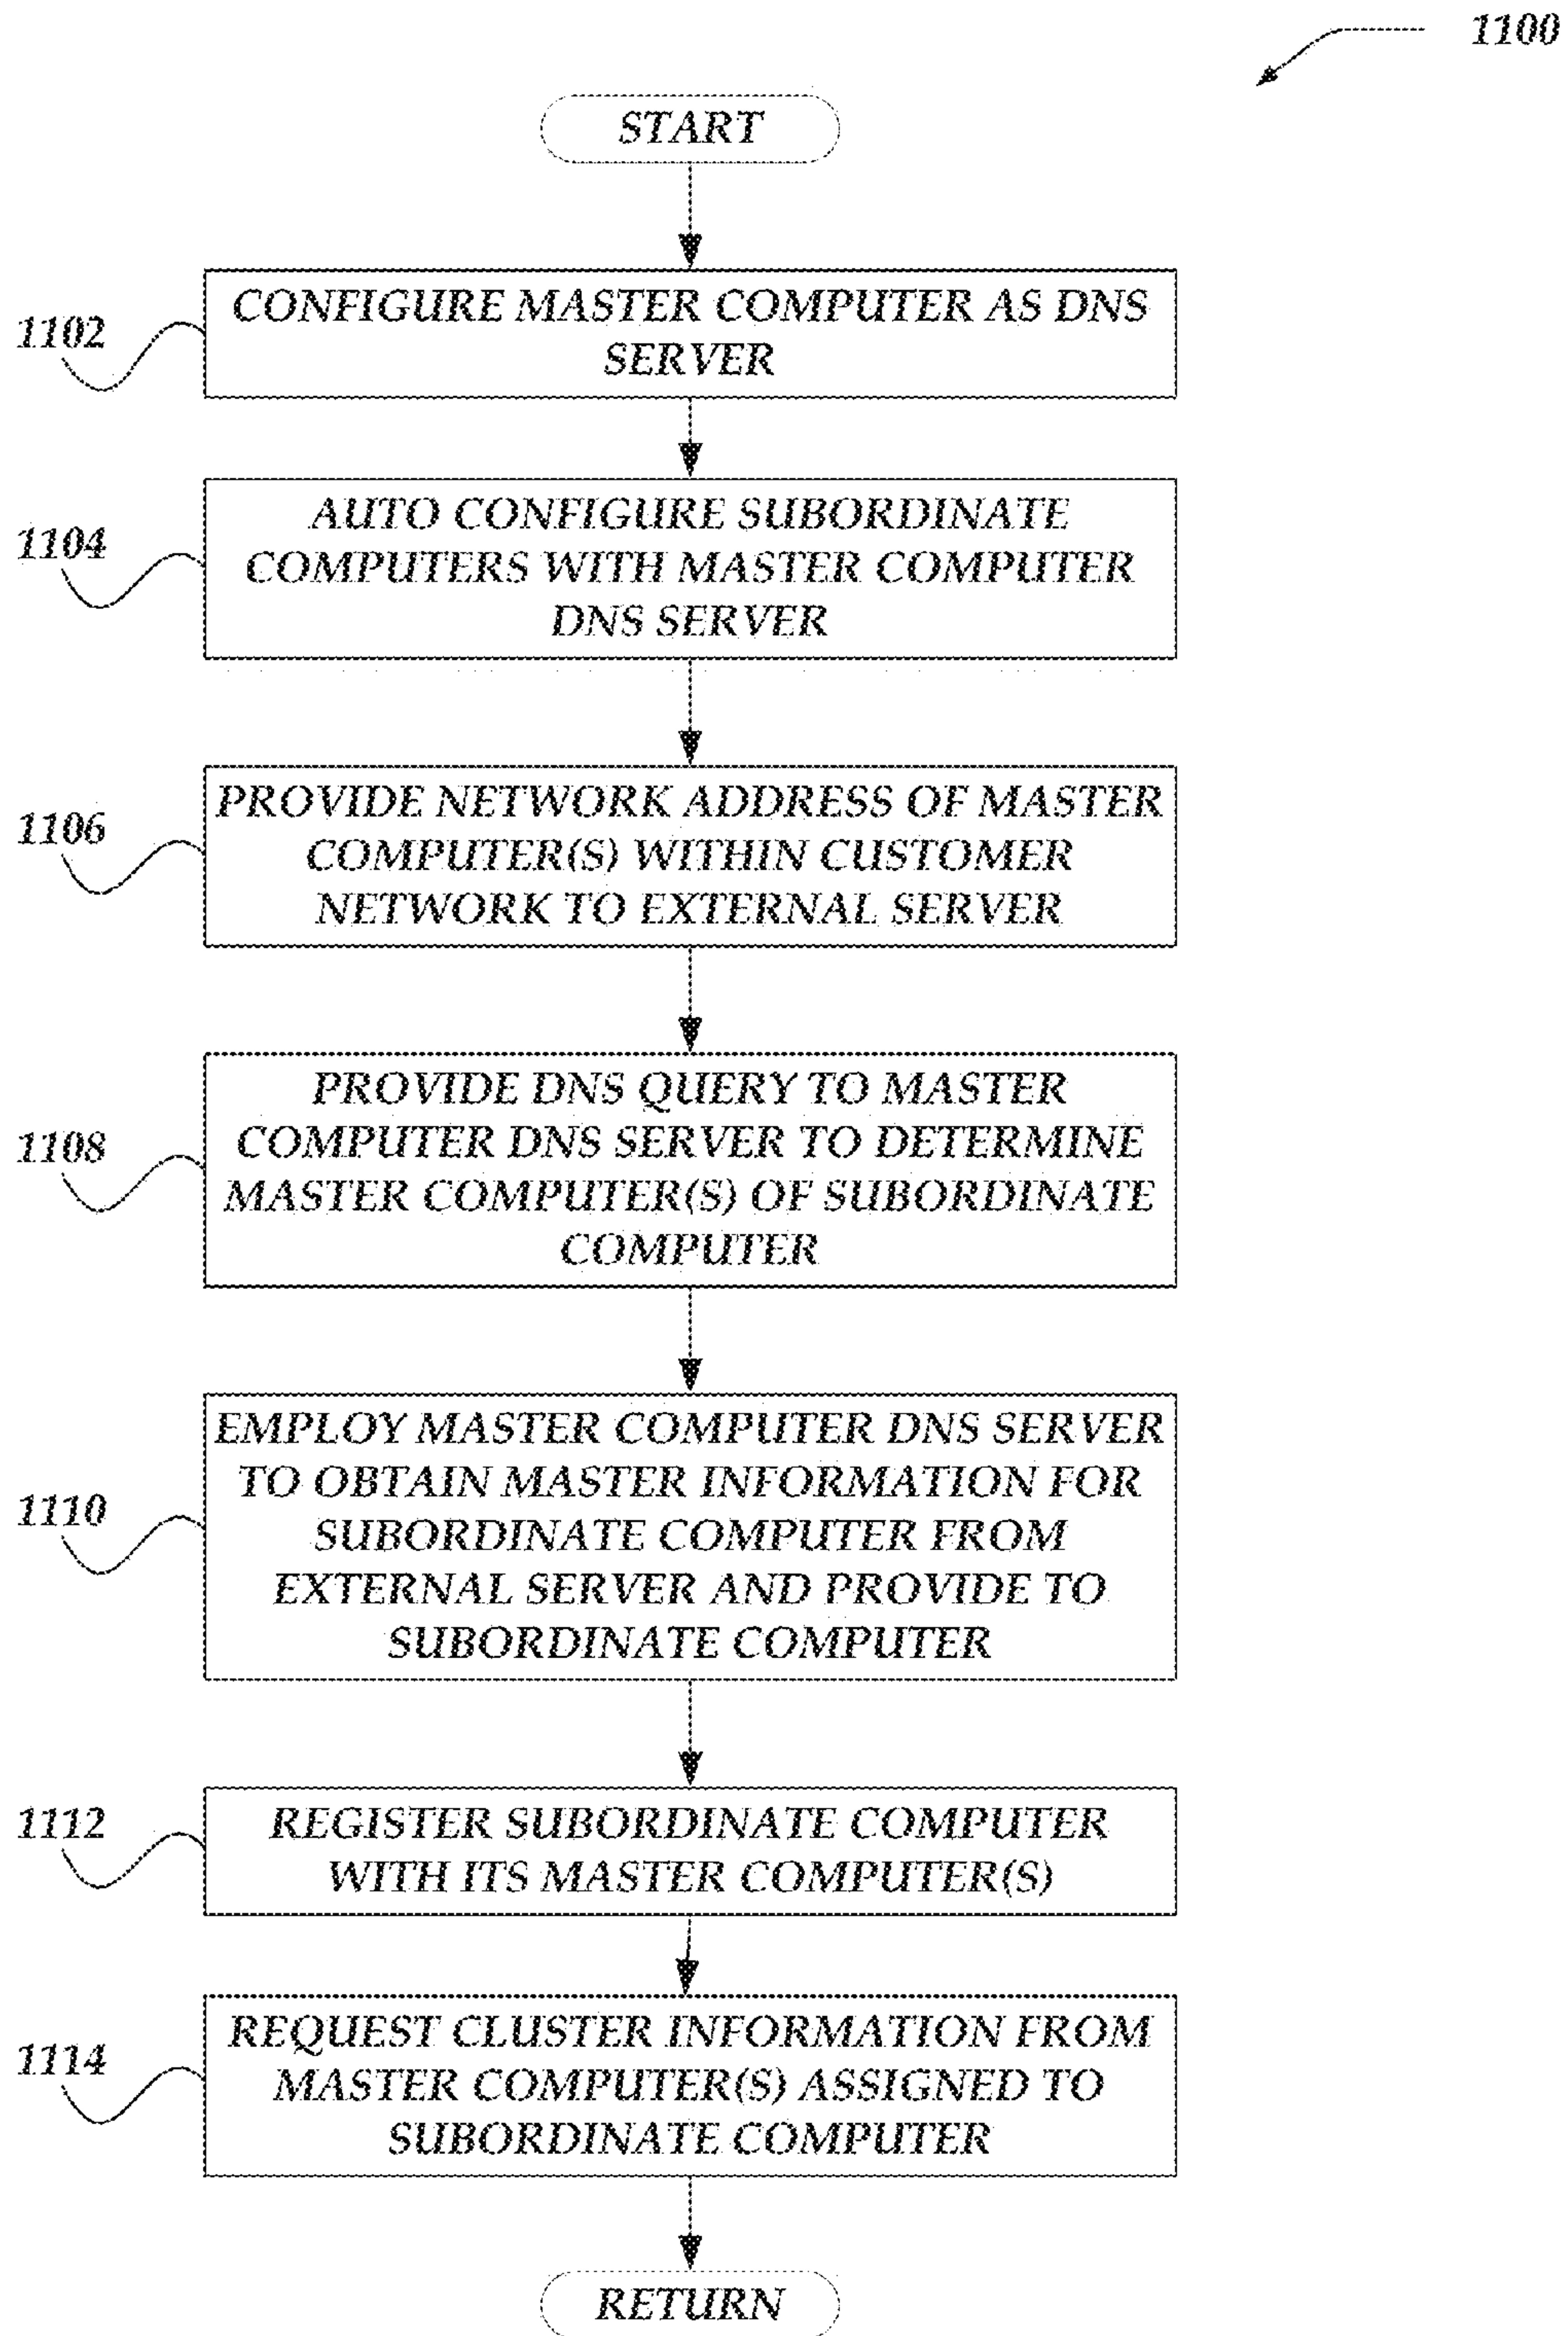 1100
START
1102
CONFIGURE MASTER COMPUTER AS DNS
SERVER
1104
AUTO CONFIGURE SUBORDINATE
COMPUTERS WITH MASTER COMPUTER
DNS SERVER
1106
PROVIDE NETWORK ADDRESS OF MASTER
COMPUTER(S) WITHIN CUSTOMER
NETWORK TO EXTERNAL SERVER
1108
PROVIDE DNS QUERY TO MASTER
COMPUTER DNS SERVER TO DETERMINE
MASTER COMPUTER(S) OF SUBORDINATE
COMPUTER
1110
EMPLOY MASTER COMPUTER DNS SERVER
TO OBTAIN MASTER INFORMATION FOR
SUBORDINATE COMPUTER FROM
EXTERNAL SERVER AND PROVIDE TO
SUBORDINATE COMPUTER
1112
REGISTER SUBORDINATE COMPUTER
WITH ITS MASTER COMPUTER(S)
1114
REQUEST CLUSTER INFORMATION FROM
MASTER COMPUTER(S) ASSIGNED TO
SUBORDINATE COMPUTER
RETURN